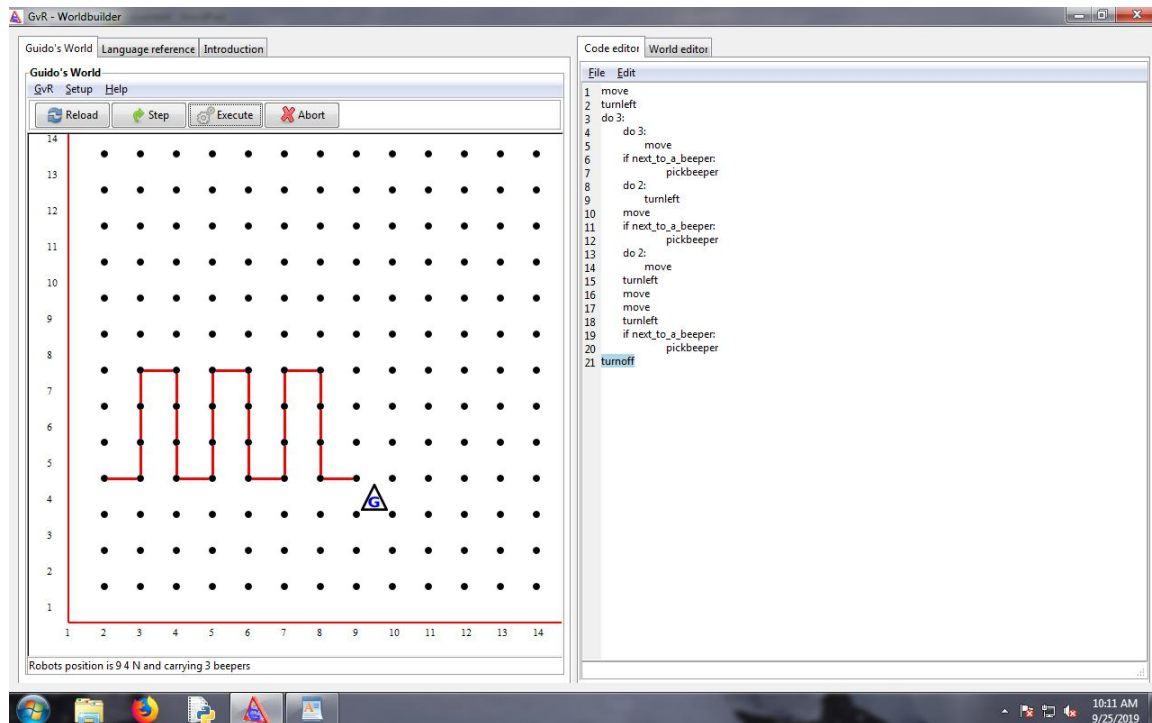 GvR - Worldbuilder
Guido's World Language reference Introduction
Guido's World
GvR Setup Help
Reload Step Execute Abort
14
13
12
11
10
9
8
7
6
5
4
G
3
2
1
1 2 3 4 5 6 7 8 9 10 11 12 13 14
Robots position is 9 4 N and carrying 3 beepers
Code editor World editor
File Edit
1 move
2 turnleft
3 do 3:
4 do 3:
5 move
6 if next_to_a_beeper:
7 pickbeeper
8 do 2:
9 turnleft
10 move
11 if next_to_a_beeper:
12 pickbeeper
13 do 2:
14 move
15 turnleft
16 move
17 move
18 turnleft
19 if next_to_a_beeper:
20 pickbeeper
21 turnoff
10:11 AM
9/25/2019